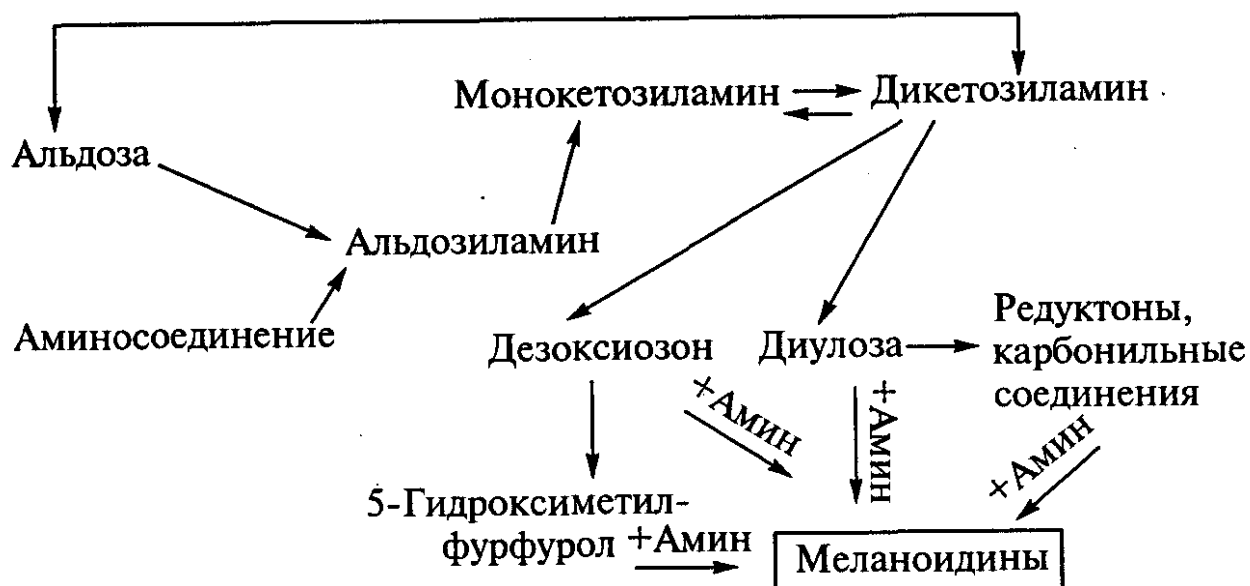 Монокетозиламин
Дикетозиламин
Альдоза
Альдозиламин
Аминосоединение
Дезоксиозон
Диулоза
Редуктоны,
карбонильные
соединения
+Амин
+Амин
+Амин
5-Гидроксиметил-
фурфурол
+Амин
Меланоидины